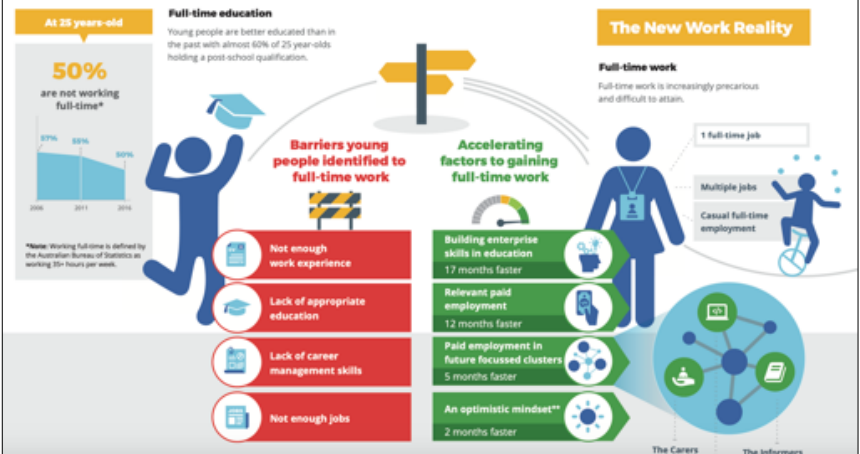 At 25 years-old
50%
are not working
full-time*
57%
55%
50%
2006
2011
2016
*Note: Working full-time is defined by
the Australian Bureau of Statistics as
working 35+ hours per week.
Full-time education
Young people are better educated than in
the past with almost 60% of 25 year-olds
holding a post-school qualification.
Barriers young
people identified to
full-time work
Not enough
work experience
Lack of appropriate
education
Lack of career
management skills
Not enough jobs
Accelerating
factors to gaining
full-time work
Building enterprise
skills in education
17 months faster
Relevant paid
employment
12 months faster
Paid employment in
future focussed clusters
5 months faster
An optimistic mindset**
2 months faster
The New Work Reality
Full-time work
Full-time work is increasingly precarious
and difficult to attain.
1 full-time job
Multiple jobs
Casual full-time
employment
The Carers
The Informers